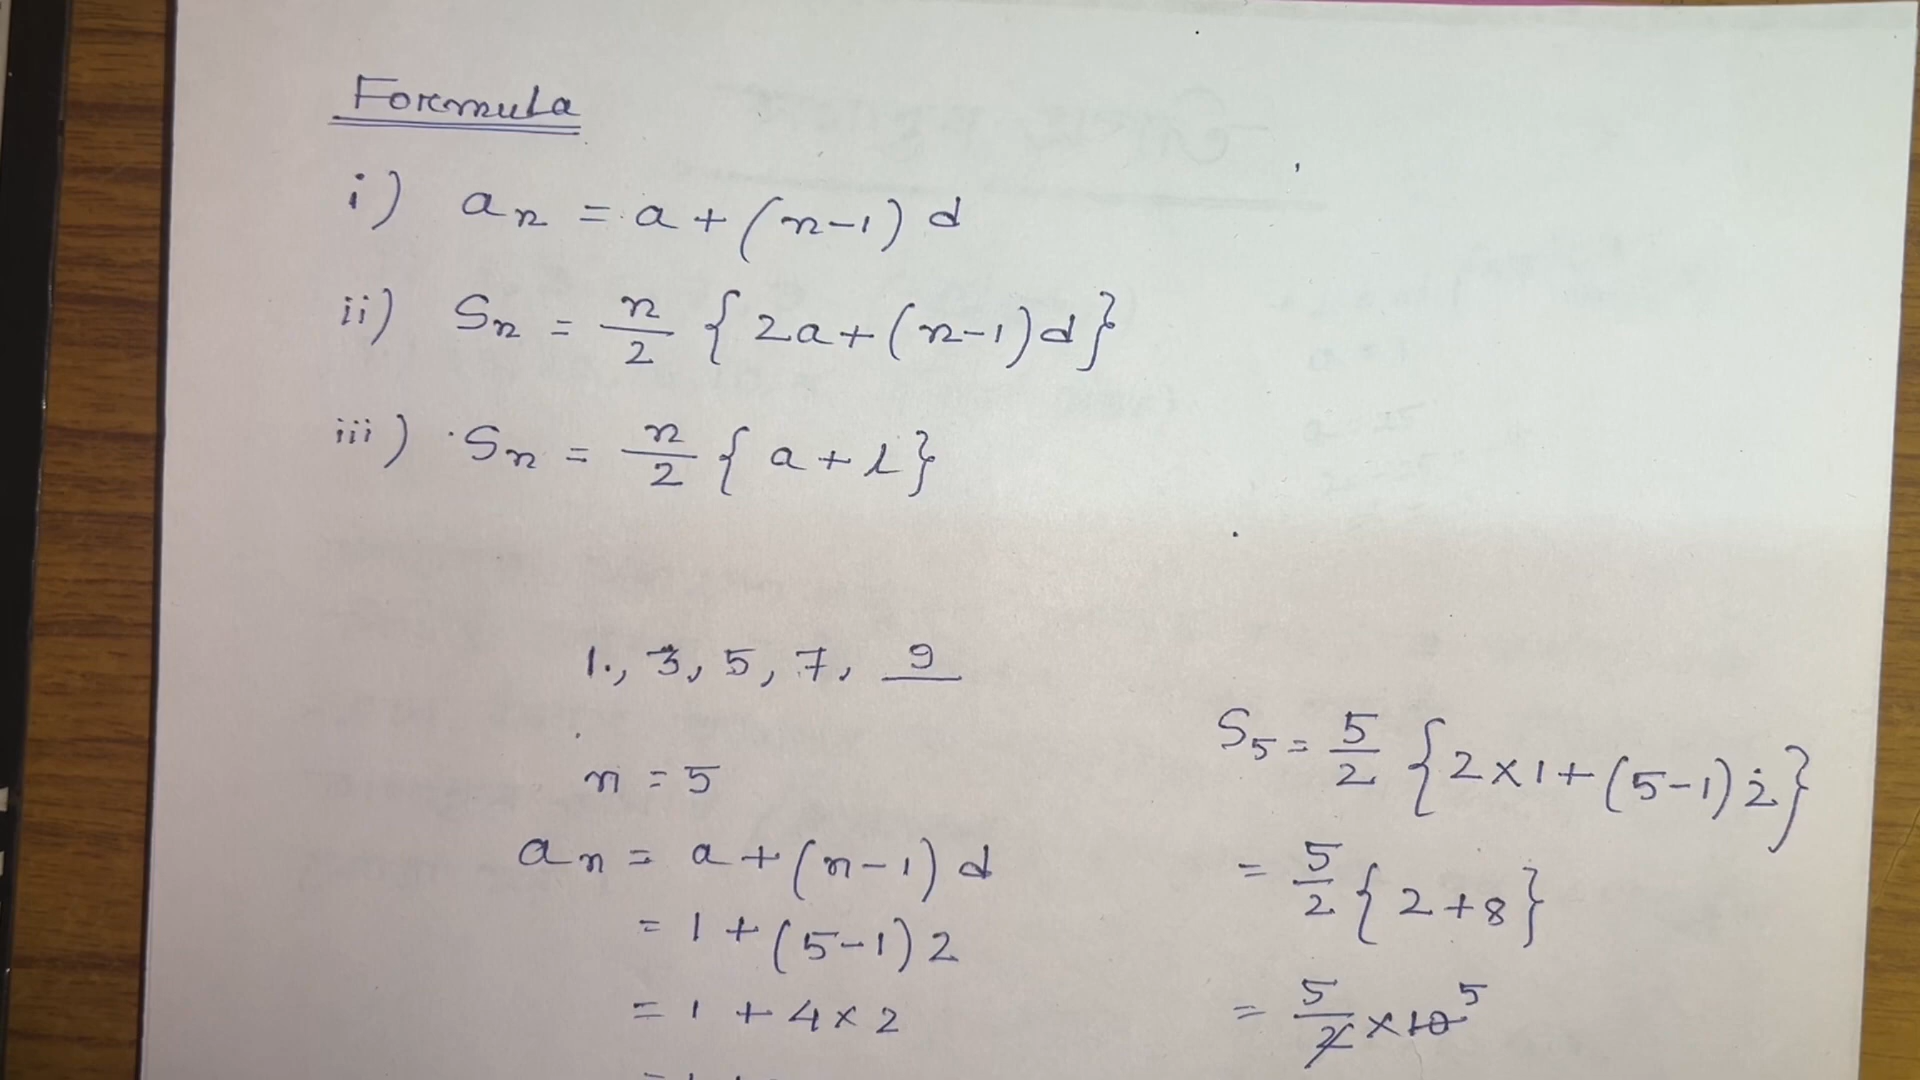 Formula
i) aₙ = a + (n-1) d
ii) Sₙ = n/2 { 2a + (n-1) d }
iii) Sₙ = n/2 { a + l }
1., 3, 5, 7, 9
n = 5
aₙ = a + (n-1) d
= 1 + (5-1) 2
= 1 + 4 × 2
S₅ = 5/2 { 2 × 1 + (5-1) 2 }
= 5/2 { 2 + 8 }
= 5/2 × 10 5